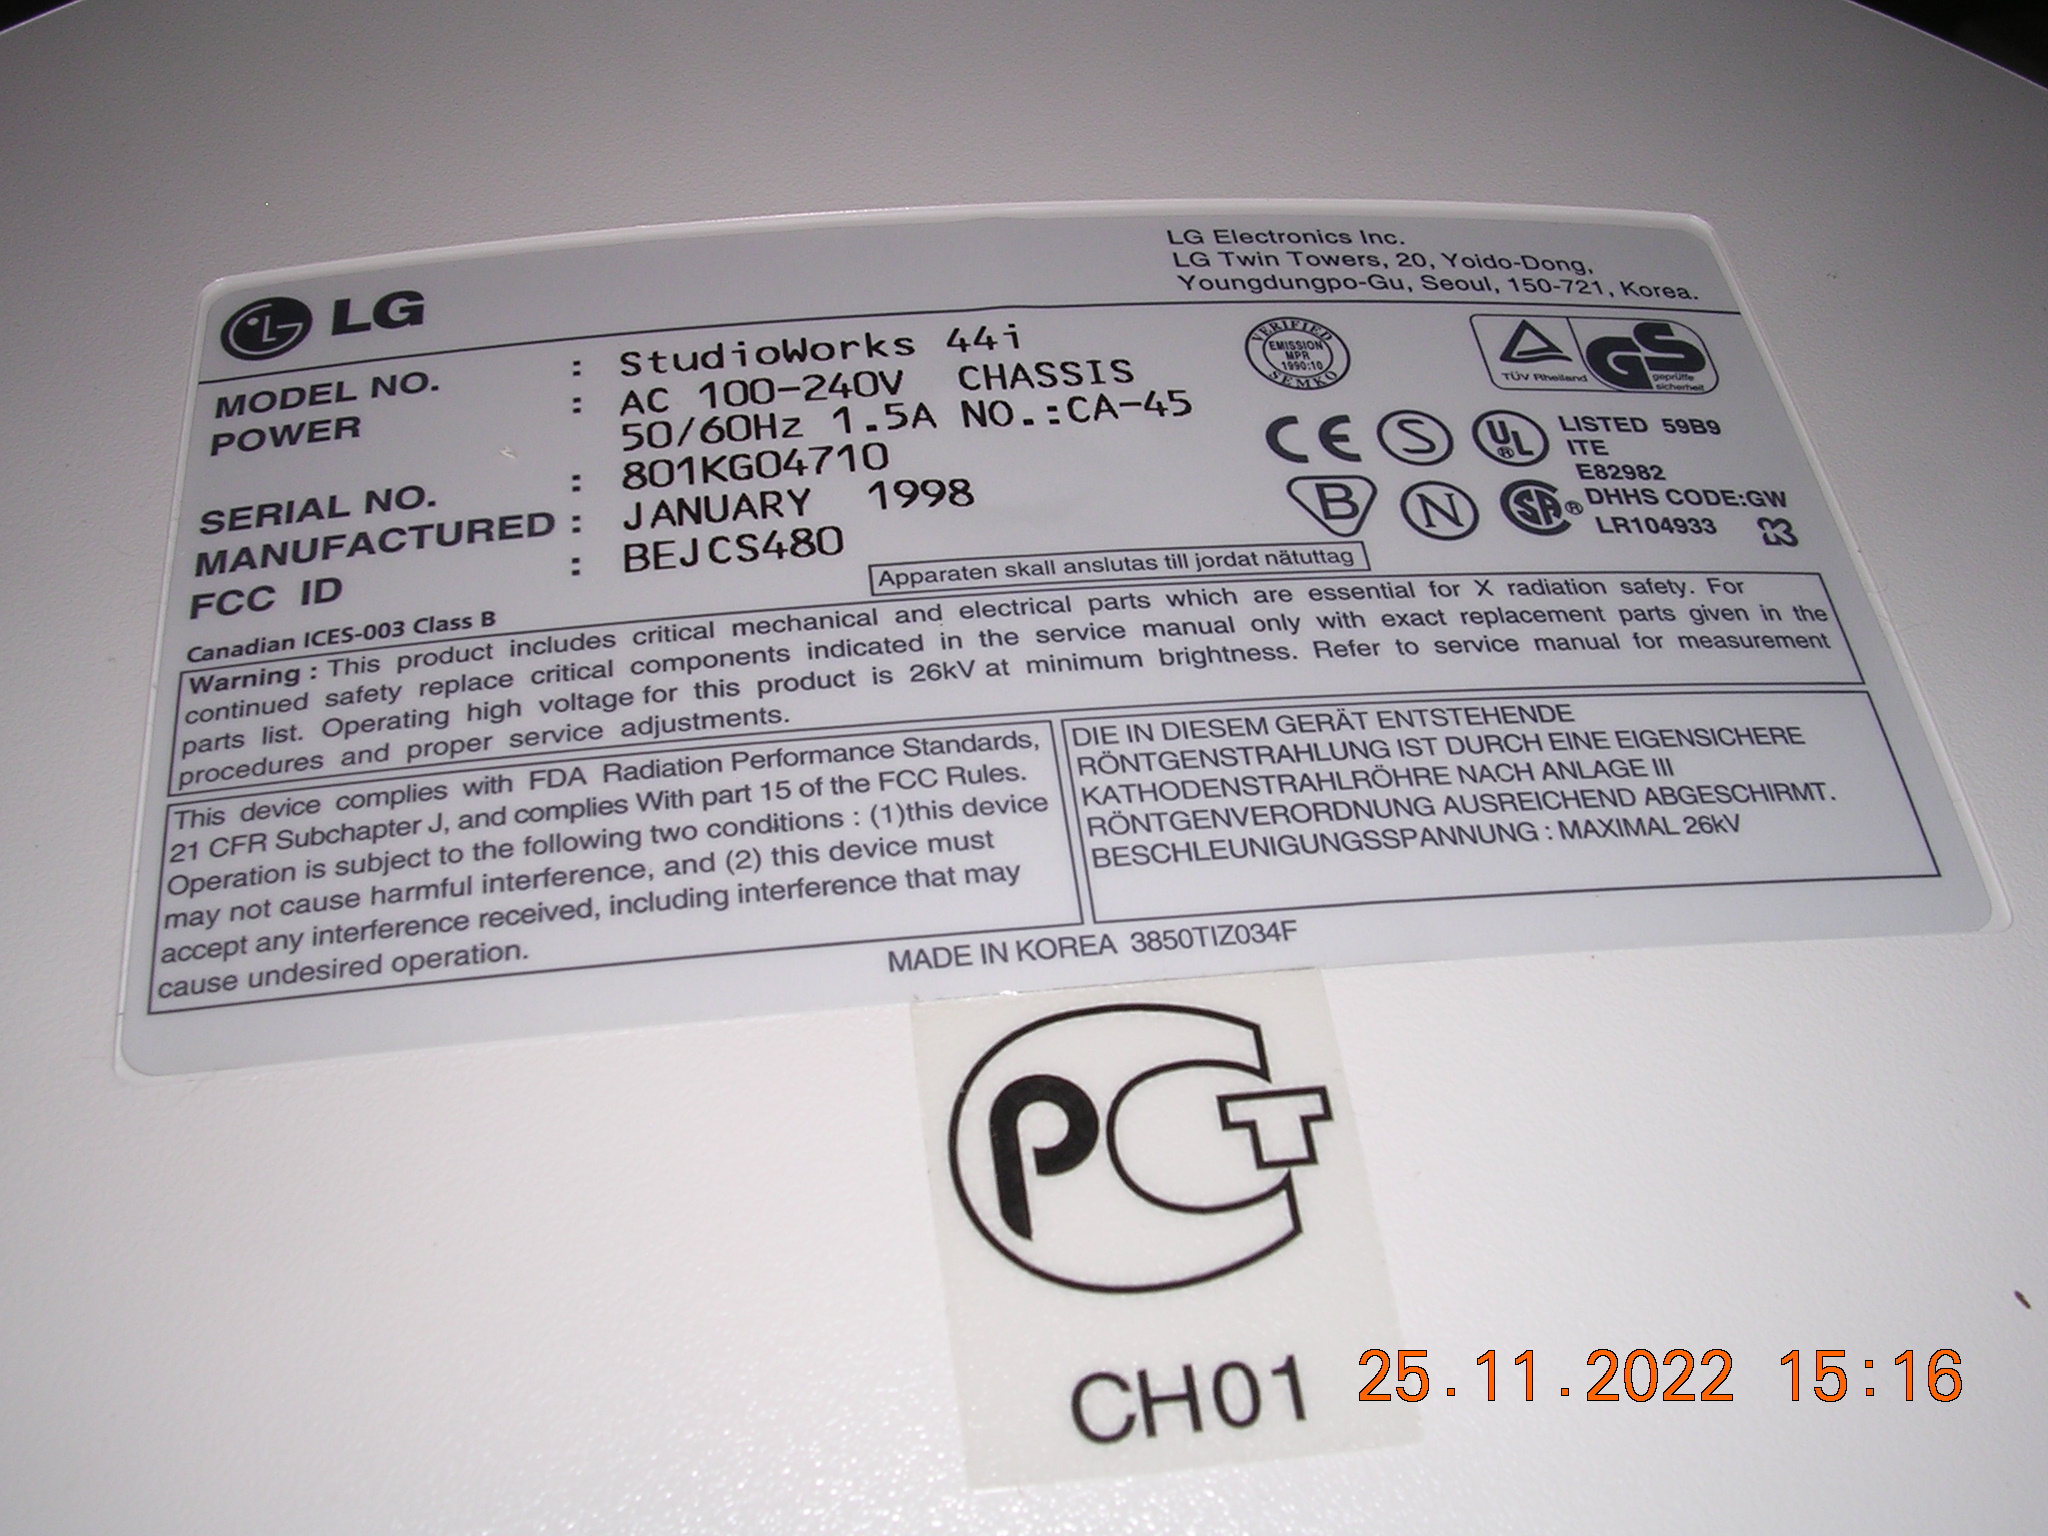 LG Electronics Inc.
LG Twin Towers, 20, Yoido-Dong,
Youngdungpo-Gu, Seoul, 150-721, Korea.
LG
MODEL NO. : StudioWorks 44i
POWER : AC 100-240V CHASSIS
50/60Hz 1.5A NO.:CA-45
SERIAL NO. : 801KG04710
MANUFACTURED : JANUARY 1998
FCC ID : BEJCS480
Canadian ICES-003 Class B
VERIFIED
EMISSION
MPR
1990:10
SEMKO
TÜV Rheinland
GS
geprüfte
sicherheit
CE S UL LISTED 59B9
ITE
E82982
B N SA DHHS CODE:GW
LR104933
Apparaten skall anslutas till jordat nätuttag
Warning : This product includes critical mechanical and electrical parts which are essential for X radiation safety. For
continued safety replace critical components indicated in the service manual only with exact replacement parts given in the
parts list. Operating high voltage for this product is 26kV at minimum brightness. Refer to service manual for measurement
procedures and proper service adjustments.
This device complies with FDA Radiation Performance Standards,
21 CFR Subchapter J, and complies With part 15 of the FCC Rules.
Operation is subject to the following two conditions : (1)this device
may not cause harmful interference, and (2) this device must
accept any interference received, including interference that may
cause undesired operation.
DIE IN DIESEM GERÄT ENTSTEHENDE
RÖNTGENSTRAHLUNG IST DURCH EINE EIGENSICHERE
KATHODENSTRAHLRÖHRE NACH ANLAGE III
RÖNTGENVERORDNUNG AUSREICHEND ABGESCHIRMT.
BESCHLEUNIGUNGSSPANNUNG : MAXIMAL 26kV
MADE IN KOREA 3850TIZ034F
РСТ
CH01
25.11.2022 15:16